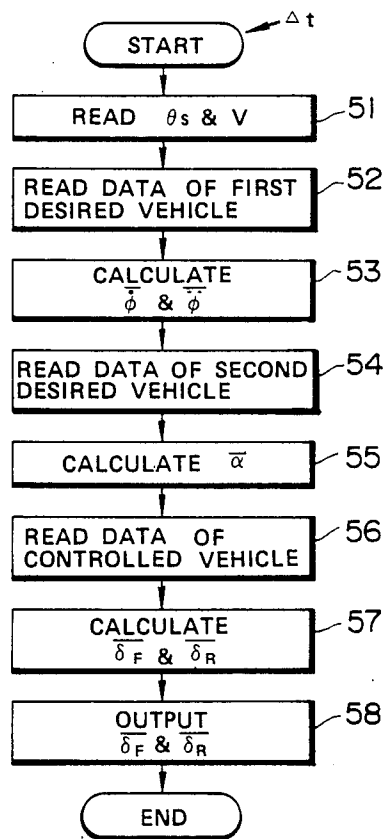 START
Δt
READ θs & V
51
READ DATA OF FIRST
DESIRED VEHICLE
52
CALCULATE
φ̇̅ & φ̈̅
53
READ DATA OF SECOND
DESIRED VEHICLE
54
CALCULATE α̅
55
READ DATA OF
CONTROLLED VEHICLE
56
CALCULATE
δ̅F & δ̅R
57
OUTPUT
δ̅F & δ̅R
58
END